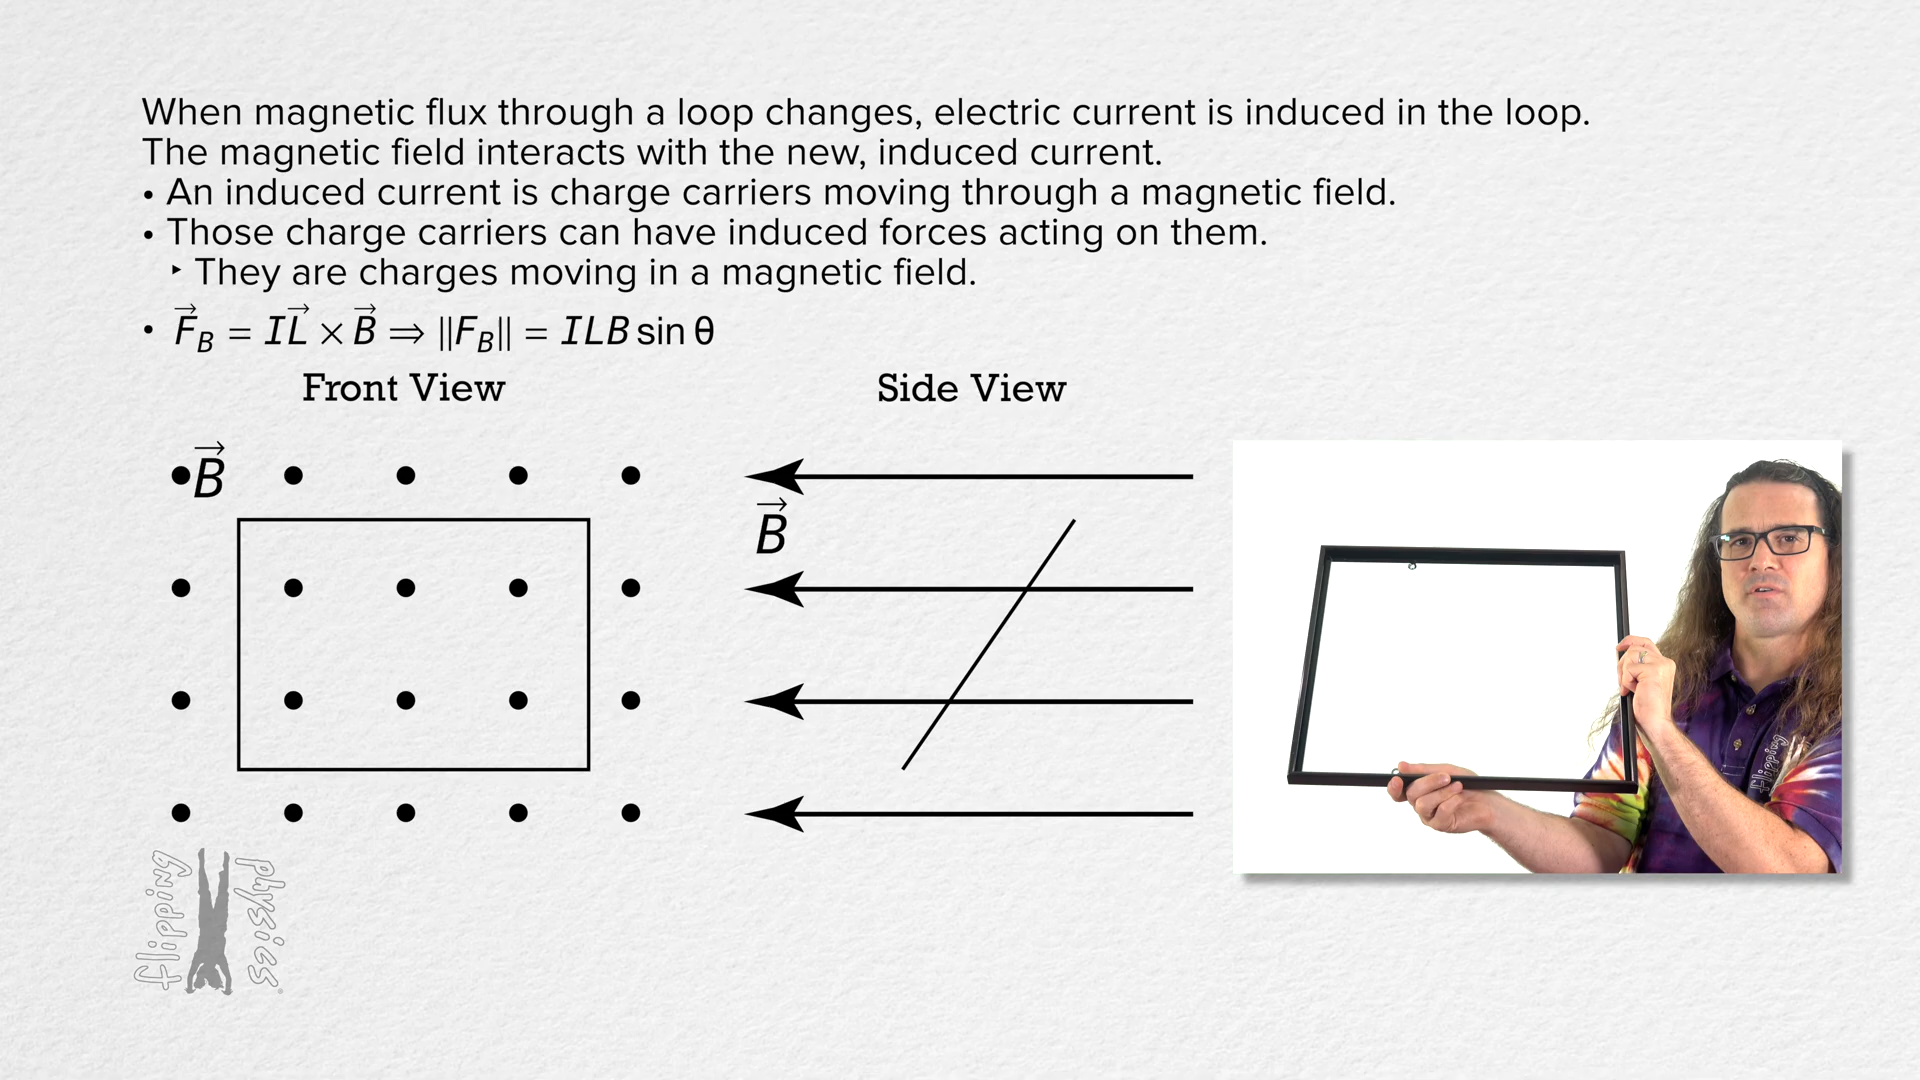 When magnetic flux through a loop changes, electric current is induced in the loop.
The magnetic field interacts with the new, induced current.
• An induced current is charge carriers moving through a magnetic field.
• Those charge carriers can have induced forces acting on them.
‣ They are charges moving in a magnetic field.
• F⃗_B = IL⃗ × B⃗ ⇒ ‖F_B‖ = ILB sin θ
Front View
Side View
B⃗
B⃗
flipping
flipping
physics